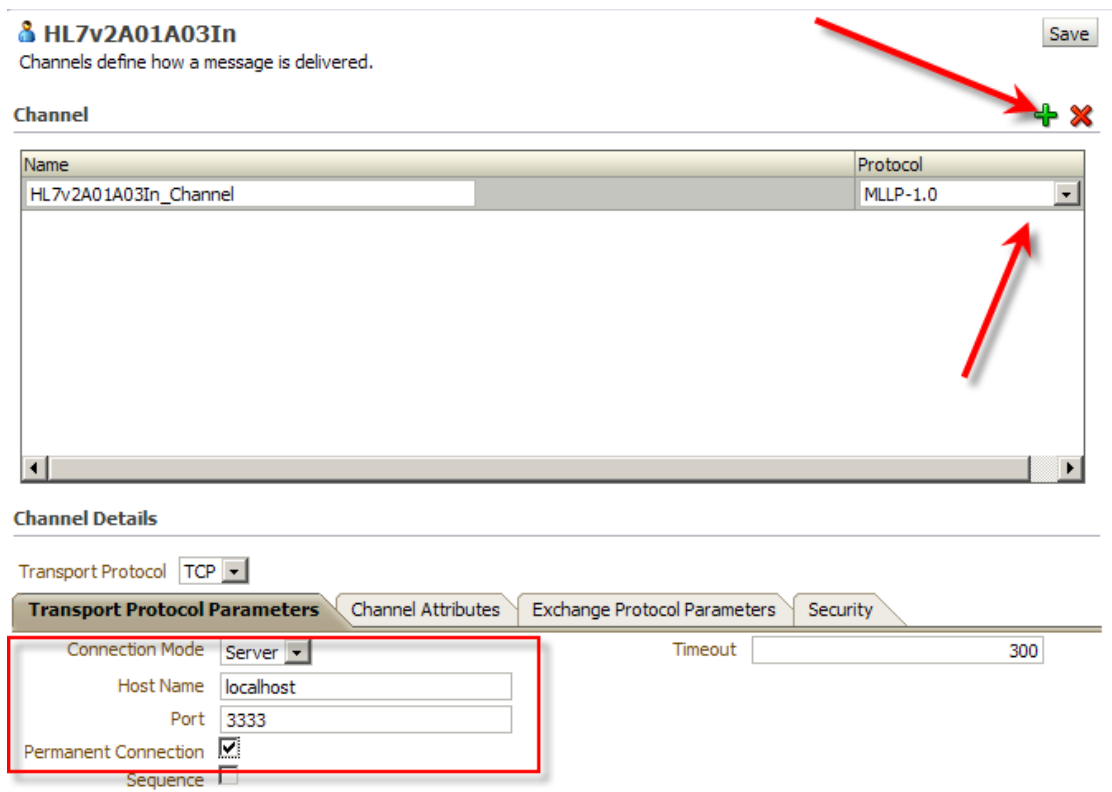 HL7v2A01A03In
Save
Channels define how a message is delivered.
Channel
Name Protocol
HL7v2A01A03In_Channel MLLP-1.0
Channel Details
Transport Protocol TCP
Transport Protocol Parameters Channel Attributes Exchange Protocol Parameters Security
Connection Mode Server Timeout 300
Host Name localhost
Port 3333
Permanent Connection
Sequence